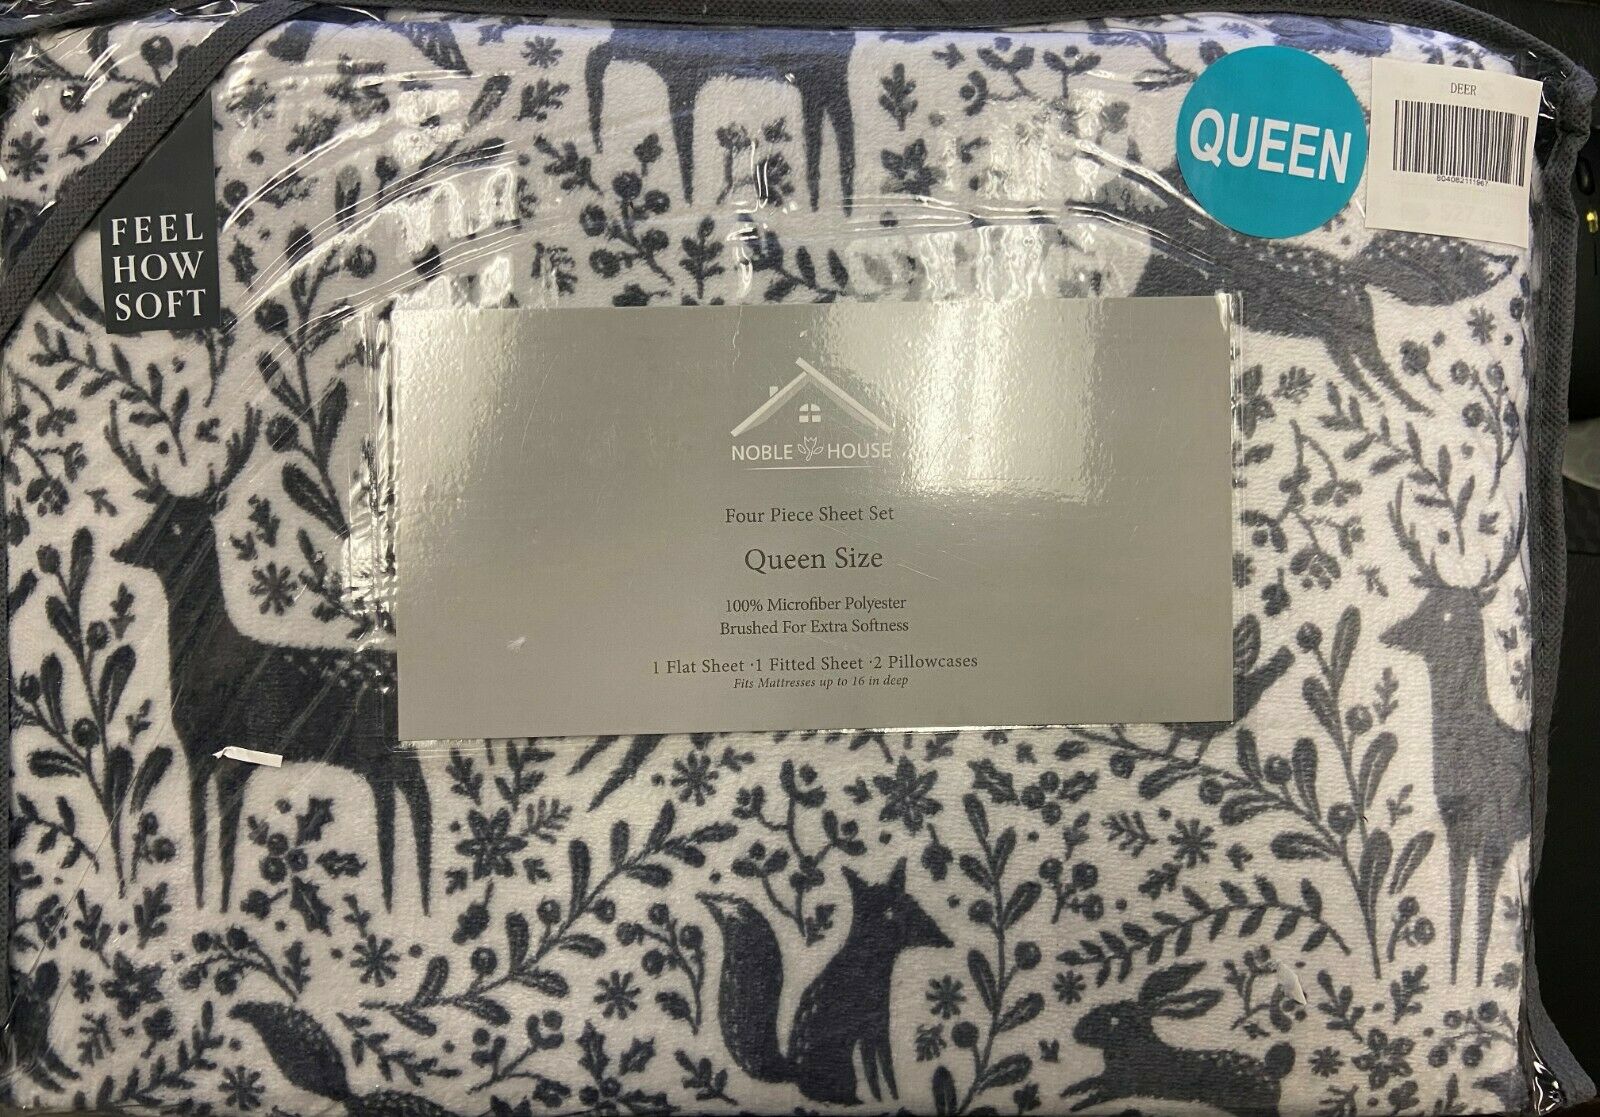 FEEL
HOW
SOFT
QUEEN
DEER
804082111967
NOBLE HOUSE
Four Piece Sheet Set
Queen Size
100% Microfiber Polyester
Brushed For Extra Softness
1 Flat Sheet ·1 Fitted Sheet ·2 Pillowcases
Fits Mattresses up to 16 in deep